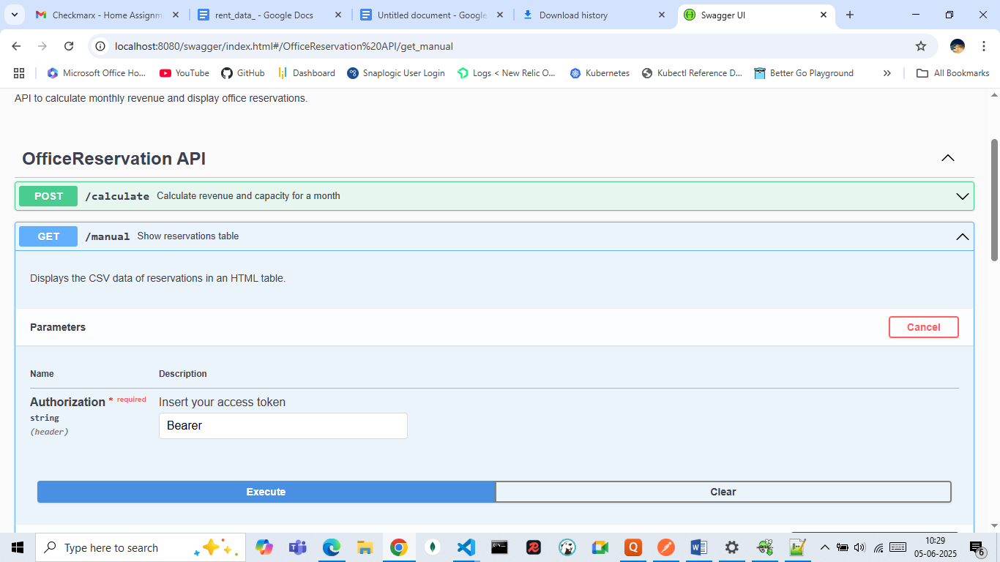 Checkmarx - Home Assignm
rent_data_ - Google Docs
Untitled document - Google
Download history
Swagger UI
localhost:8080/swagger/index.html#/OfficeReservation%20API/get_manual
Microsoft Office Ho...
YouTube
GitHub
Dashboard
Snaplogic User Login
Logs < New Relic O...
Kubernetes
Kubectl Reference D...
Better Go Playground
»
All Bookmarks
API to calculate monthly revenue and display office reservations.
OfficeReservation API
POST /calculate Calculate revenue and capacity for a month
GET /manual Show reservations table
Displays the CSV data of reservations in an HTML table.
Parameters
Cancel
Name Description
Authorization * required Insert your access token
string
(header)
Bearer
Execute
Clear
Type here to search
10:29
05-06-2025
6